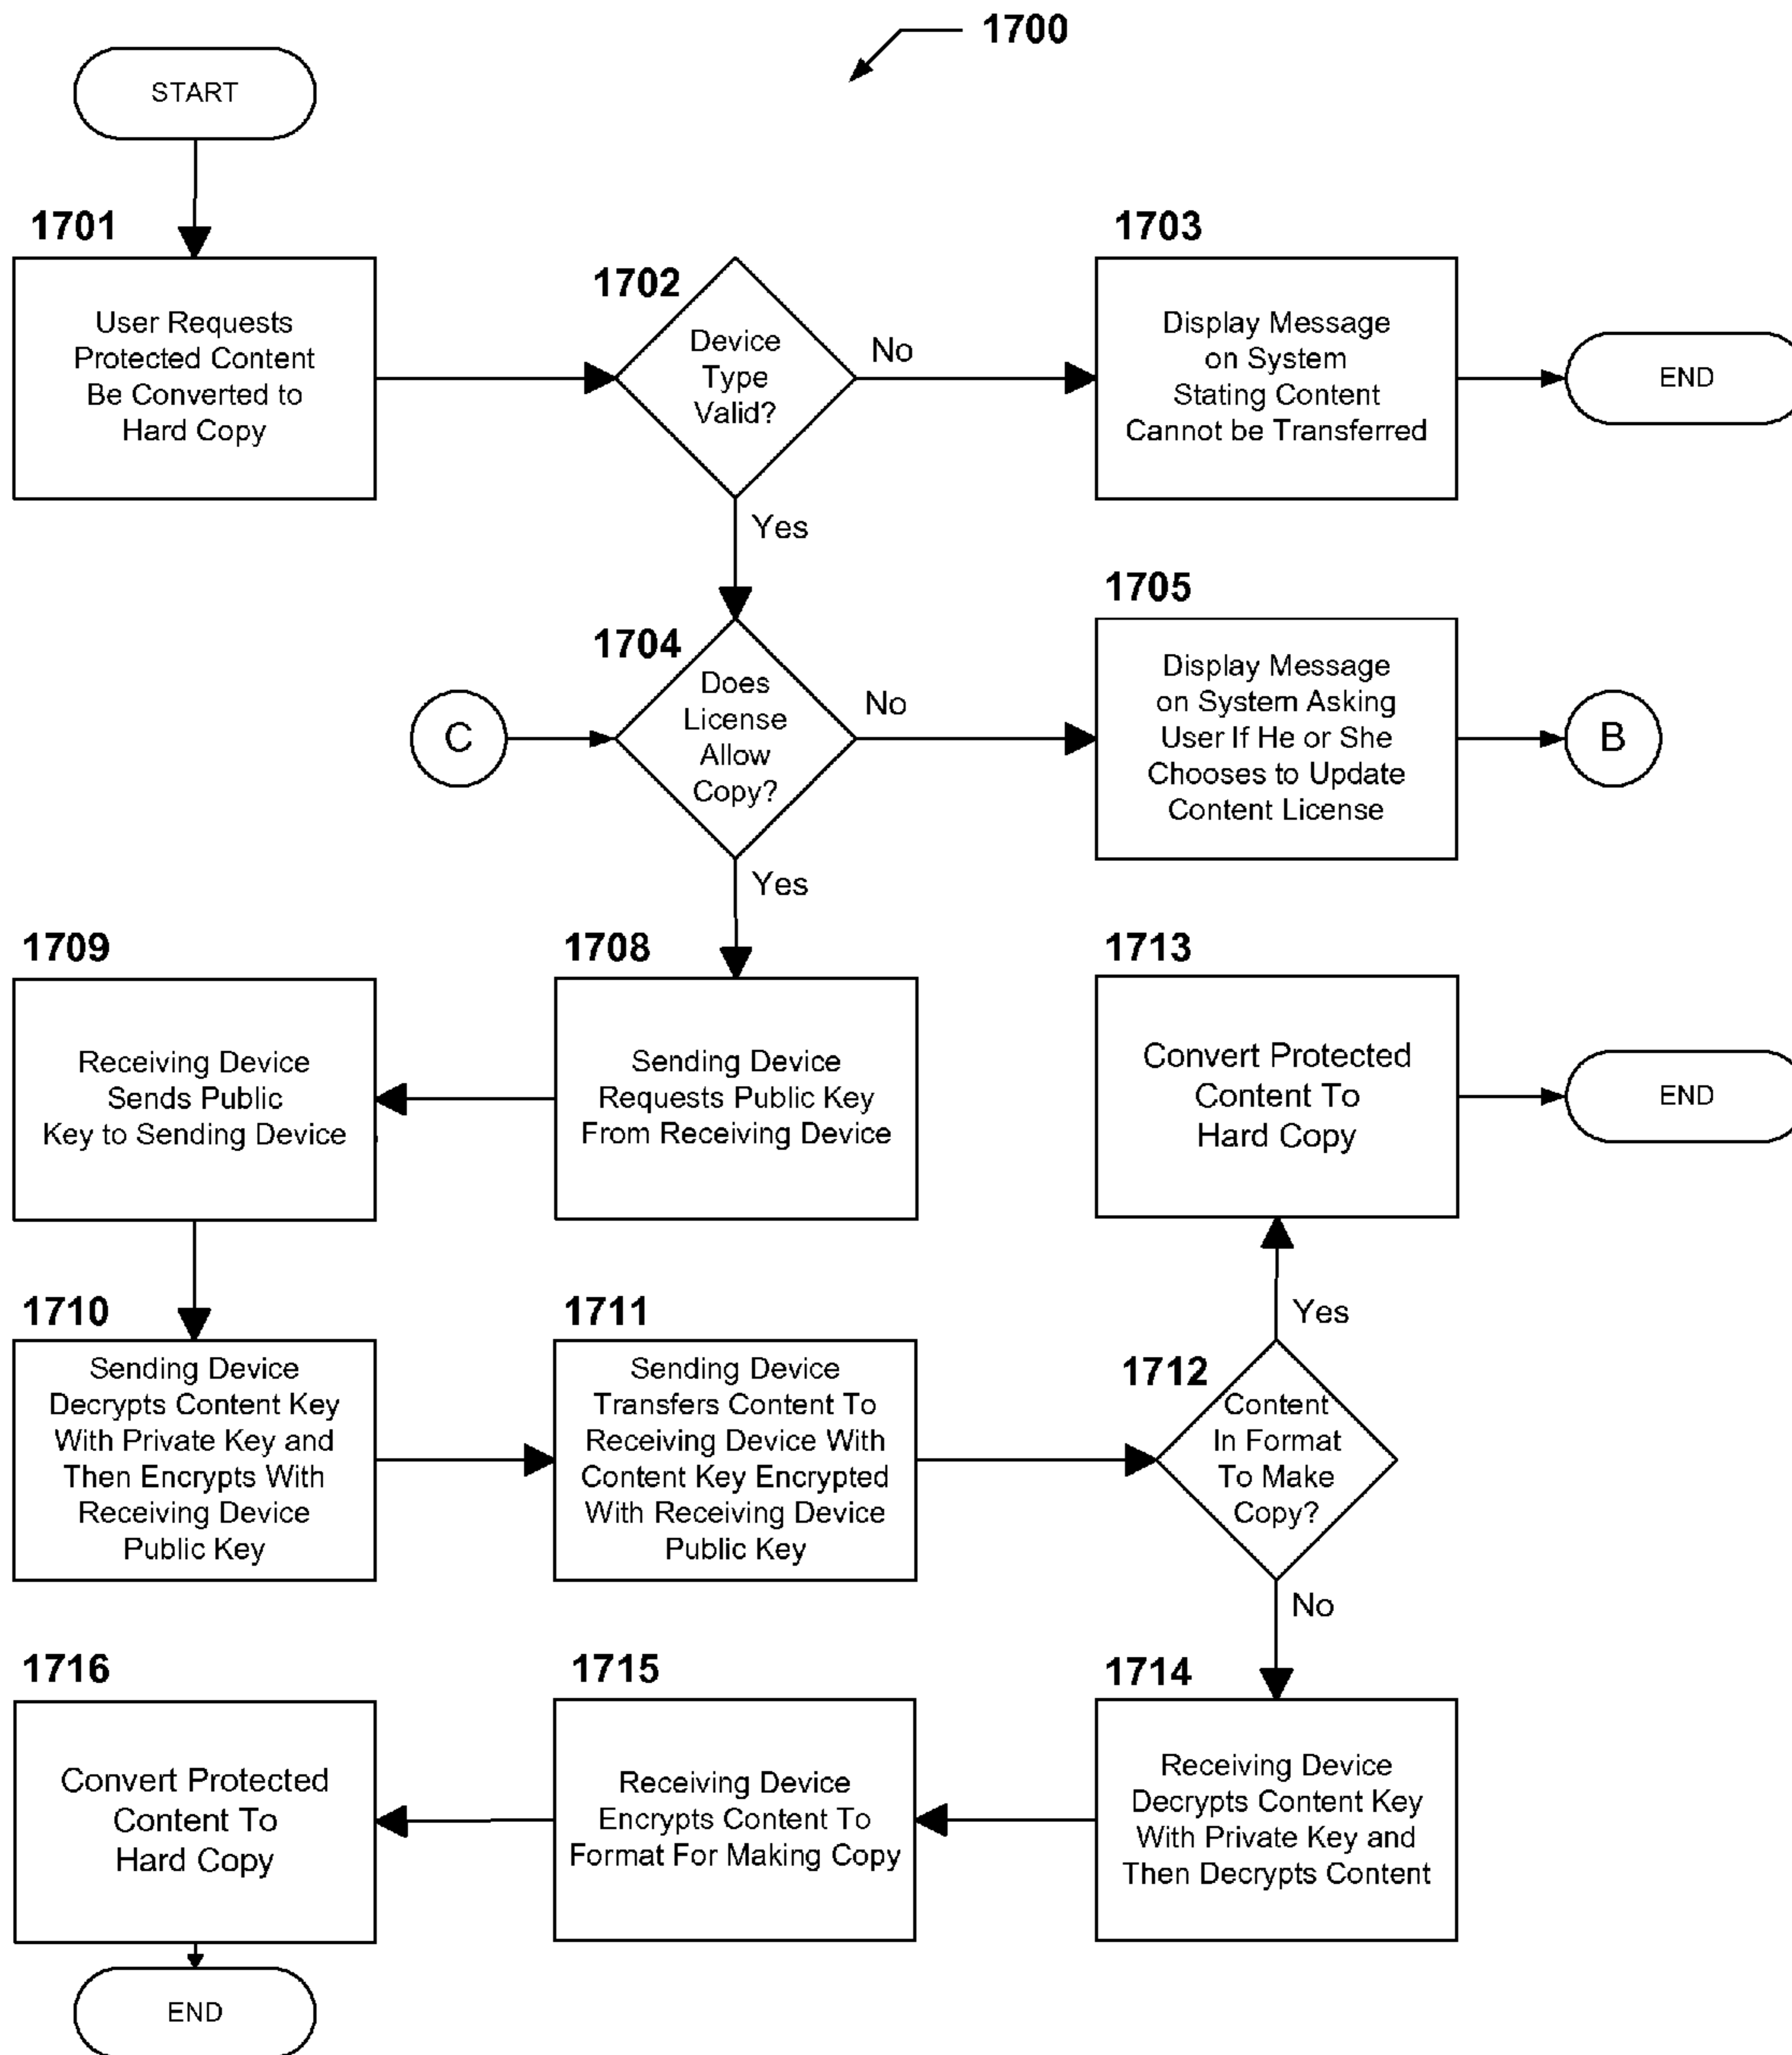 1700
START
1701
User Requests
Protected Content
Be Converted to
Hard Copy
1702
Device
Type
Valid?
No
Yes
1703
Display Message
on System
Stating Content
Cannot be Transferred
END
C
1704
Does
License
Allow
Copy?
No
Yes
1705
Display Message
on System Asking
User If He or She
Chooses to Update
Content License
B
1709
Receiving Device
Sends Public
Key to Sending Device
1708
Sending Device
Requests Public Key
From Receiving Device
1713
Convert Protected
Content To
Hard Copy
END
1710
Sending Device
Decrypts Content Key
With Private Key and
Then Encrypts With
Receiving Device
Public Key
1711
Sending Device
Transfers Content To
Receiving Device With
Content Key Encrypted
With Receiving Device
Public Key
Yes
1712
Content
In Format
To Make
Copy?
No
1716
Convert Protected
Content To
Hard Copy
1715
Receiving Device
Encrypts Content To
Format For Making Copy
1714
Receiving Device
Decrypts Content Key
With Private Key and
Then Decrypts Content
END